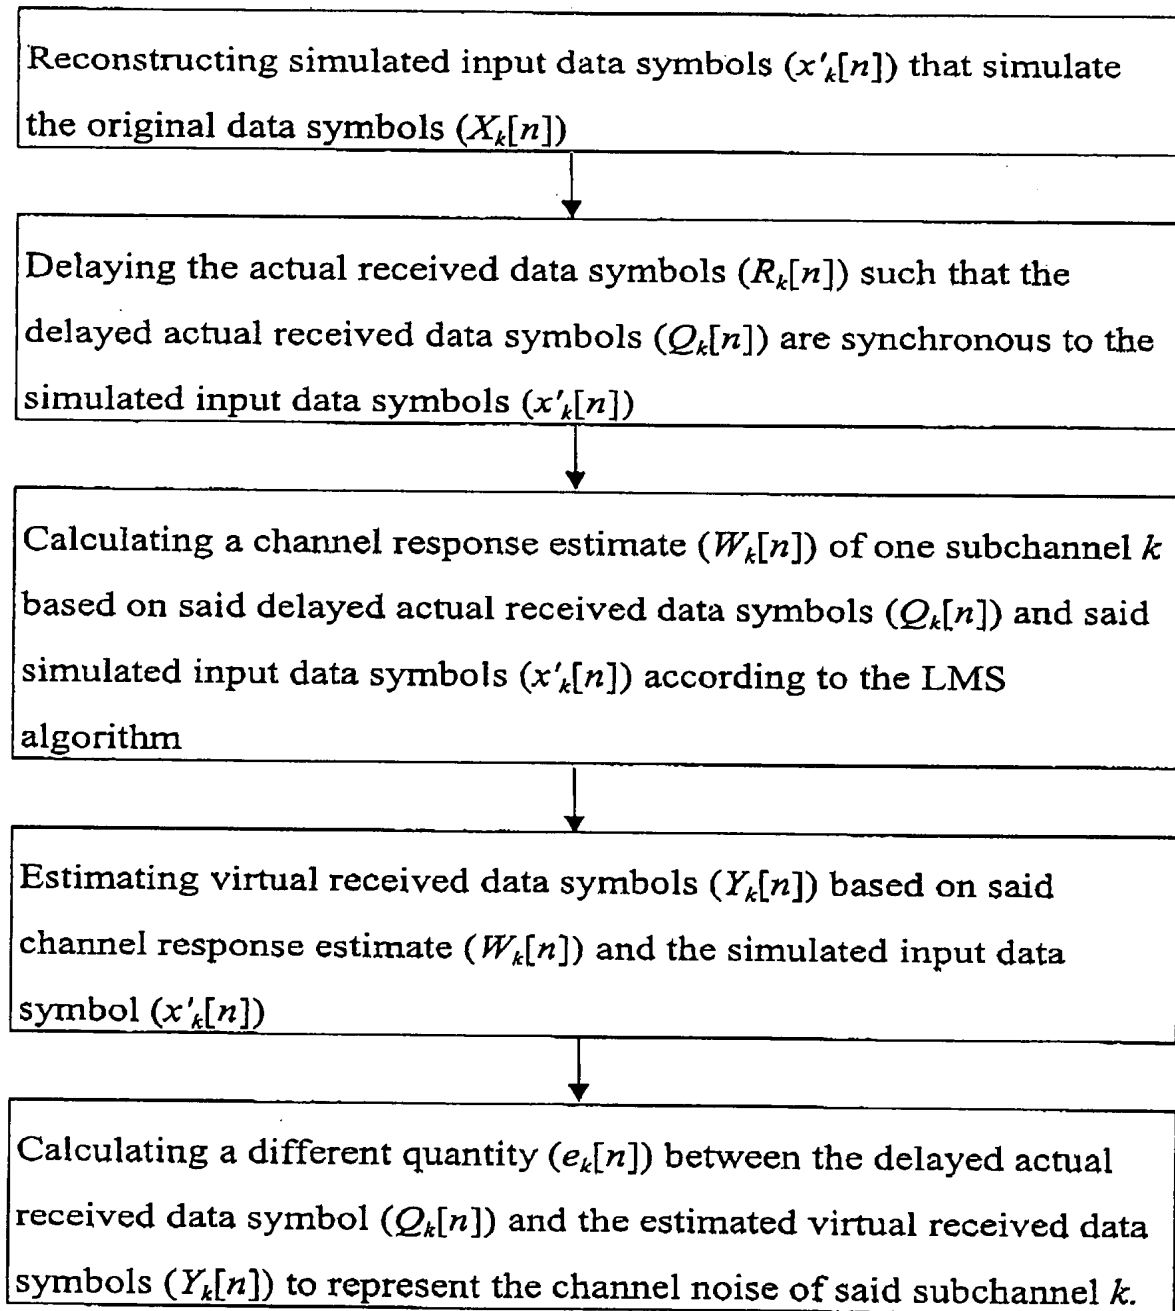 Reconstructing simulated input data symbols (x'k[n]) that simulate
the original data symbols (Xk[n])
Delaying the actual received data symbols (Rk[n]) such that the
delayed actual received data symbols (Qk[n]) are synchronous to the
simulated input data symbols (x'k[n])
Calculating a channel response estimate (Wk[n]) of one subchannel k
based on said delayed actual received data symbols (Qk[n]) and said
simulated input data symbols (x'k[n]) according to the LMS
algorithm
Estimating virtual received data symbols (Yk[n]) based on said
channel response estimate (Wk[n]) and the simulated input data
symbol (x'k[n])
Calculating a different quantity (ek[n]) between the delayed actual
received data symbol (Qk[n]) and the estimated virtual received data
symbols (Yk[n]) to represent the channel noise of said subchannel k.